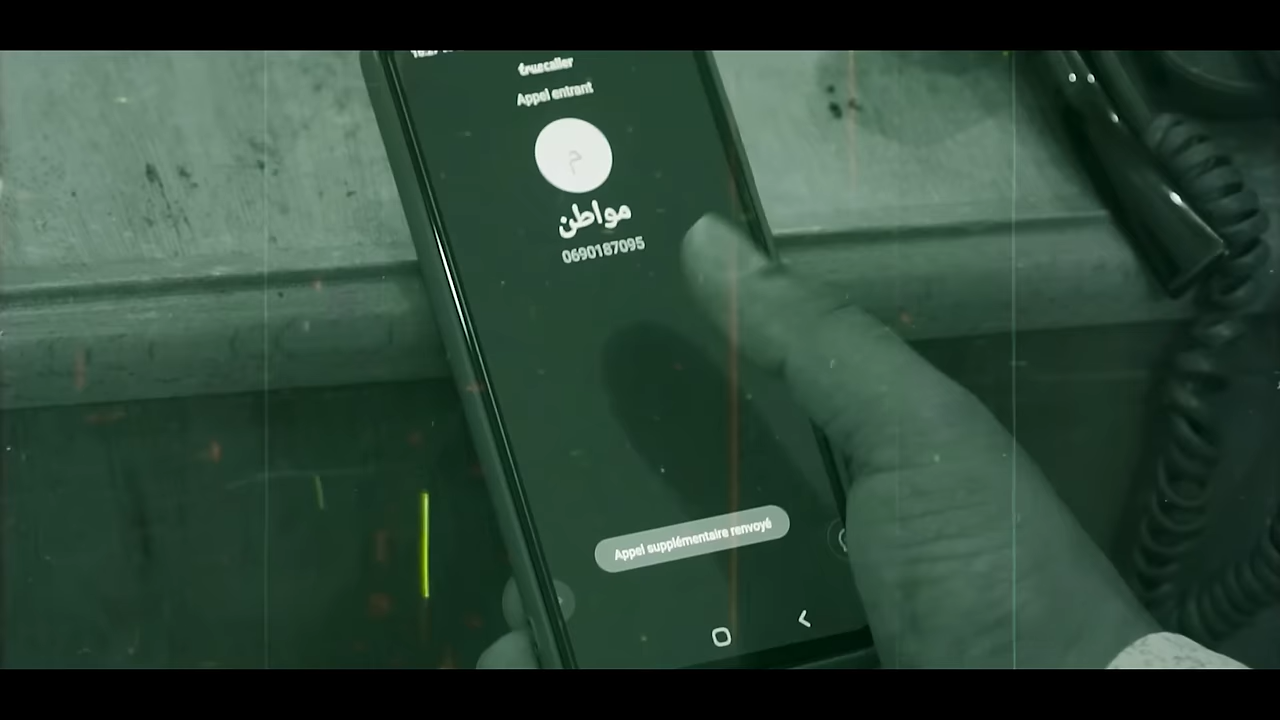 truecaller
Appel entrant
م
مواطن
0690187095
Appel supplémentaire renvoyé